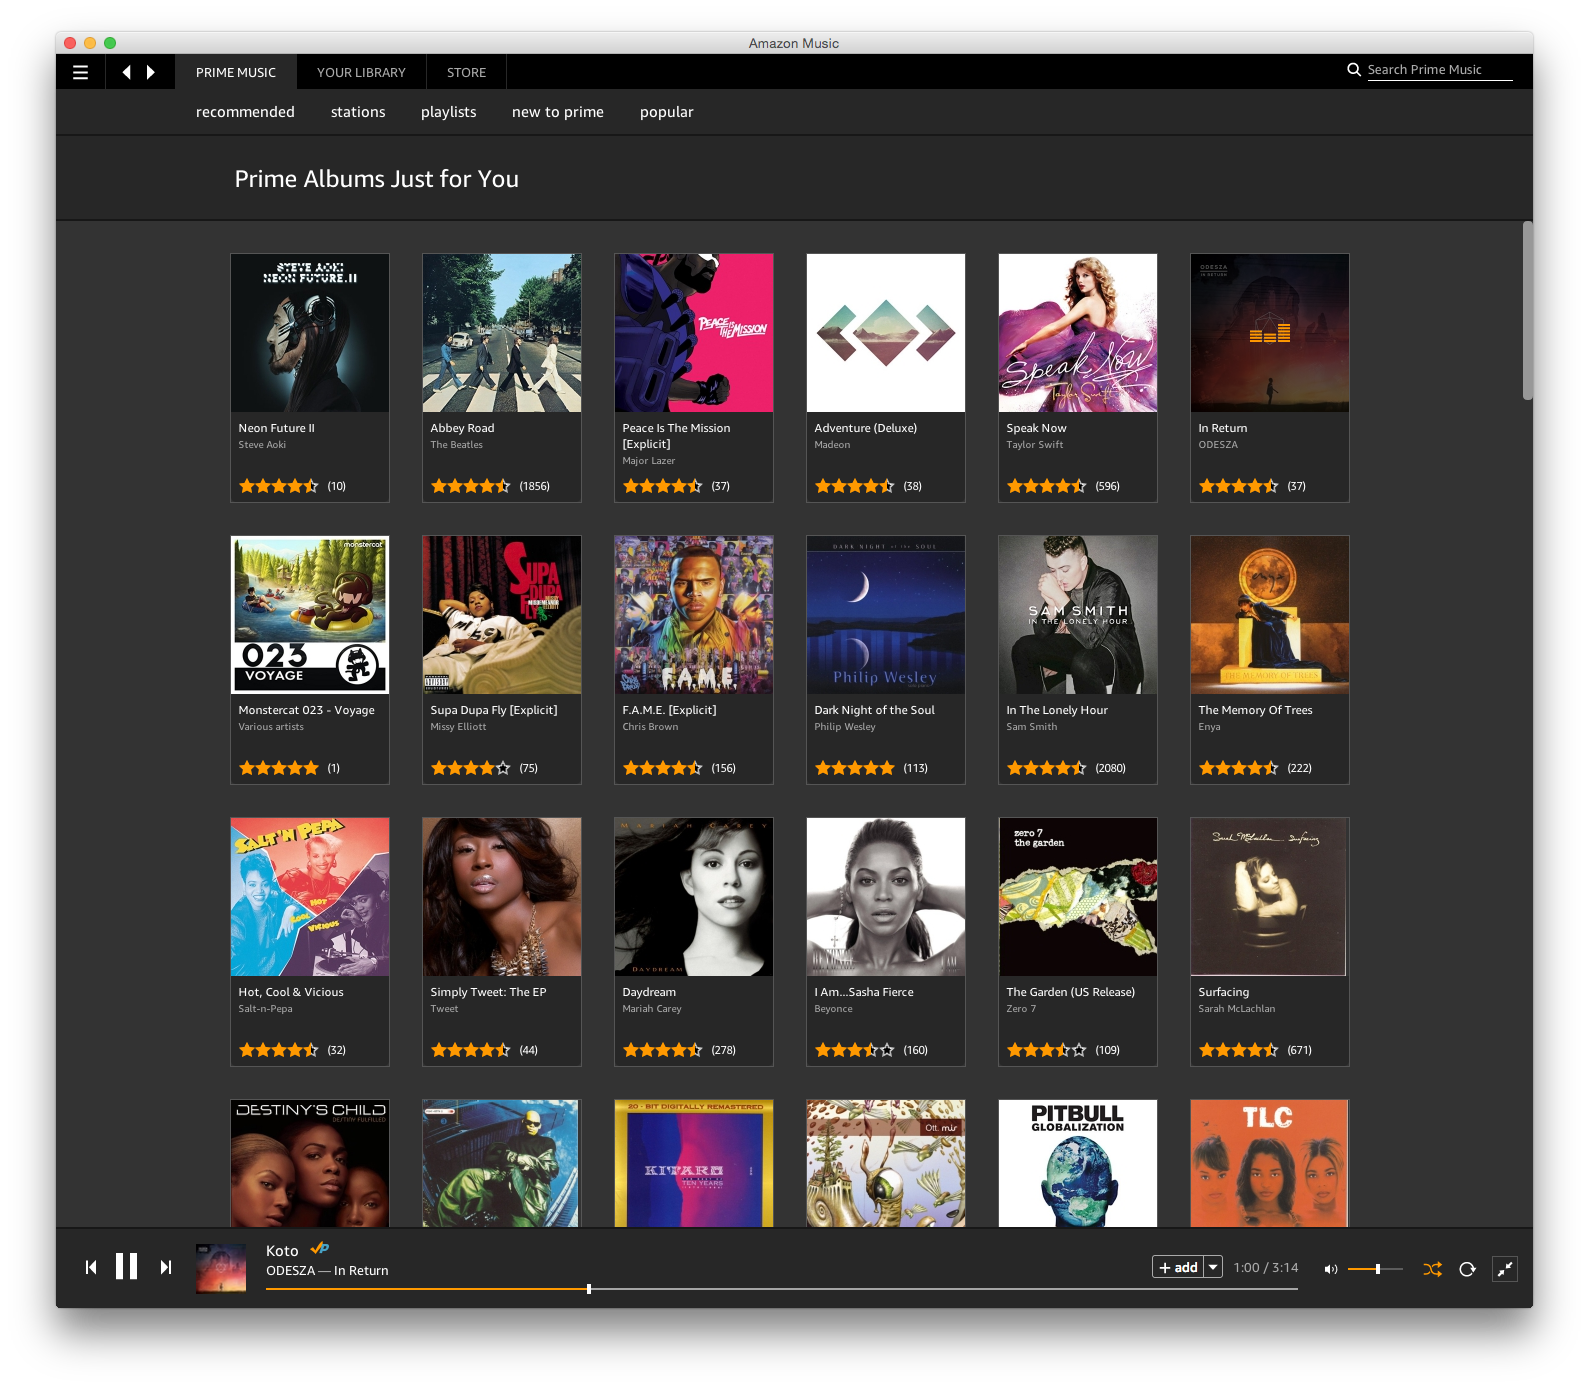 Amazon Music
PRIME MUSIC
YOUR LIBRARY
STORE
Search Prime Music
recommended
stations
playlists
new to prime
popular
Prime Albums Just for You
STEVE AOKI
NEON FUTURE.II
PEACE IS THE MISSION
Speak Now
Taylor Swift
ODESZA
IN RETURN
Neon Future II
Steve Aoki
(10)
Abbey Road
The Beatles
(1856)
Peace Is The Mission
[Explicit]
Major Lazer
(37)
Adventure (Deluxe)
Madeon
(38)
Speak Now
Taylor Swift
(596)
In Return
ODESZA
(37)
monstercat
023
VOYAGE
SUPA
DUPA
FLY
F.A.M.E.
DARK NIGHT of the SOUL
Philip Wesley
SAM SMITH
IN THE LONELY HOUR
THE MEMORY OF TREES
Monstercat 023 - Voyage
Various artists
(1)
Supa Dupa Fly [Explicit]
Missy Elliott
(75)
F.A.M.E. [Explicit]
Chris Brown
(156)
Dark Night of the Soul
Philip Wesley
(113)
In The Lonely Hour
Sam Smith
(2080)
The Memory Of Trees
Enya
(222)
SALT 'N PEPA
HOT
COOL
VICIOUS
MARIAH CAREY
DAYDREAM
I AM
zero 7
the garden
Sarah McLachlan Surfacing
Hot, Cool & Vicious
Salt-n-Pepa
(32)
Simply Tweet: The EP
Tweet
(44)
Daydream
Mariah Carey
(278)
I Am...Sasha Fierce
Beyonce
(160)
The Garden (US Release)
Zero 7
(109)
Surfacing
Sarah McLachlan
(671)
DESTINY'S CHILD
DESTINY FULFILLED
20 - BIT DIGITALLY REMASTERED
KITARO
TEN YEARS
Ott. mir
PITBULL
GLOBALIZATION
TLC
Koto
ODESZA — In Return
+ add
1:00 / 3:14